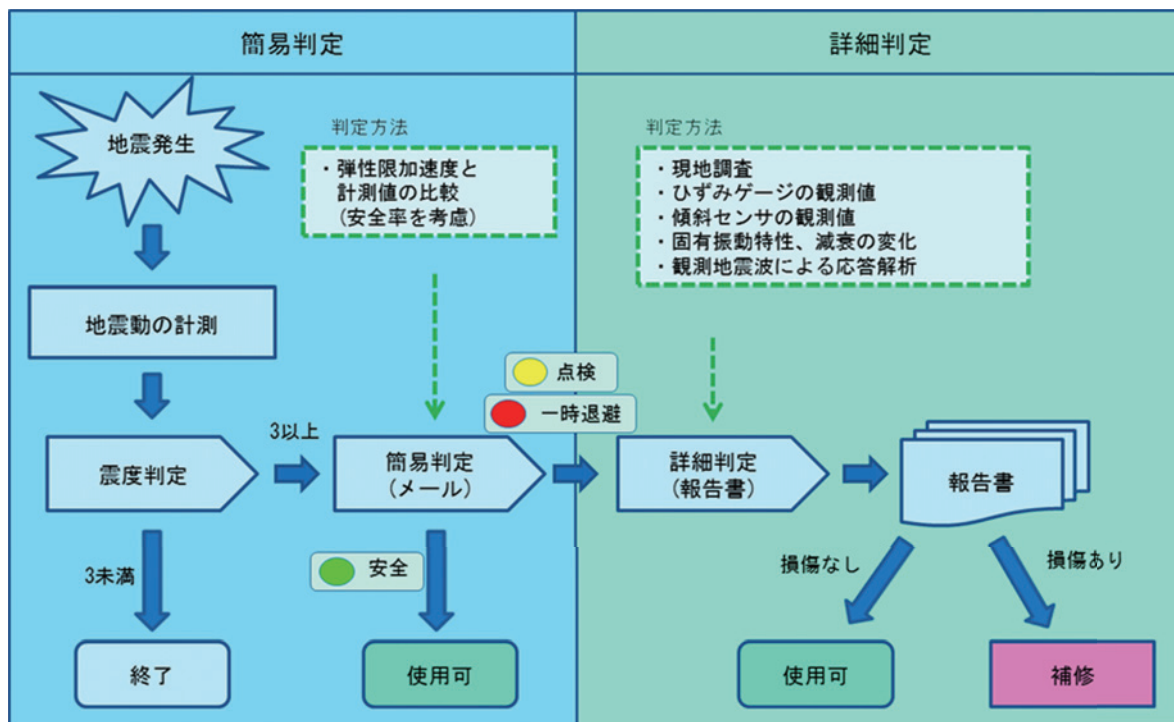 簡易判定
詳細判定
地震発生
判定方法
・弾性限加速度と
計測値の比較
(安全率を考慮)
判定方法
・現地調査
・ひずみゲージの観測値
・傾斜センサの観測値
・固有振動特性、減衰の変化
・観測地震波による応答解析
地震動の計測
点検
一時退避
震度判定
3以上
簡易判定
(メール)
詳細判定
(報告書)
報告書
3未満
安全
損傷なし
損傷あり
終了
使用可
使用可
補修